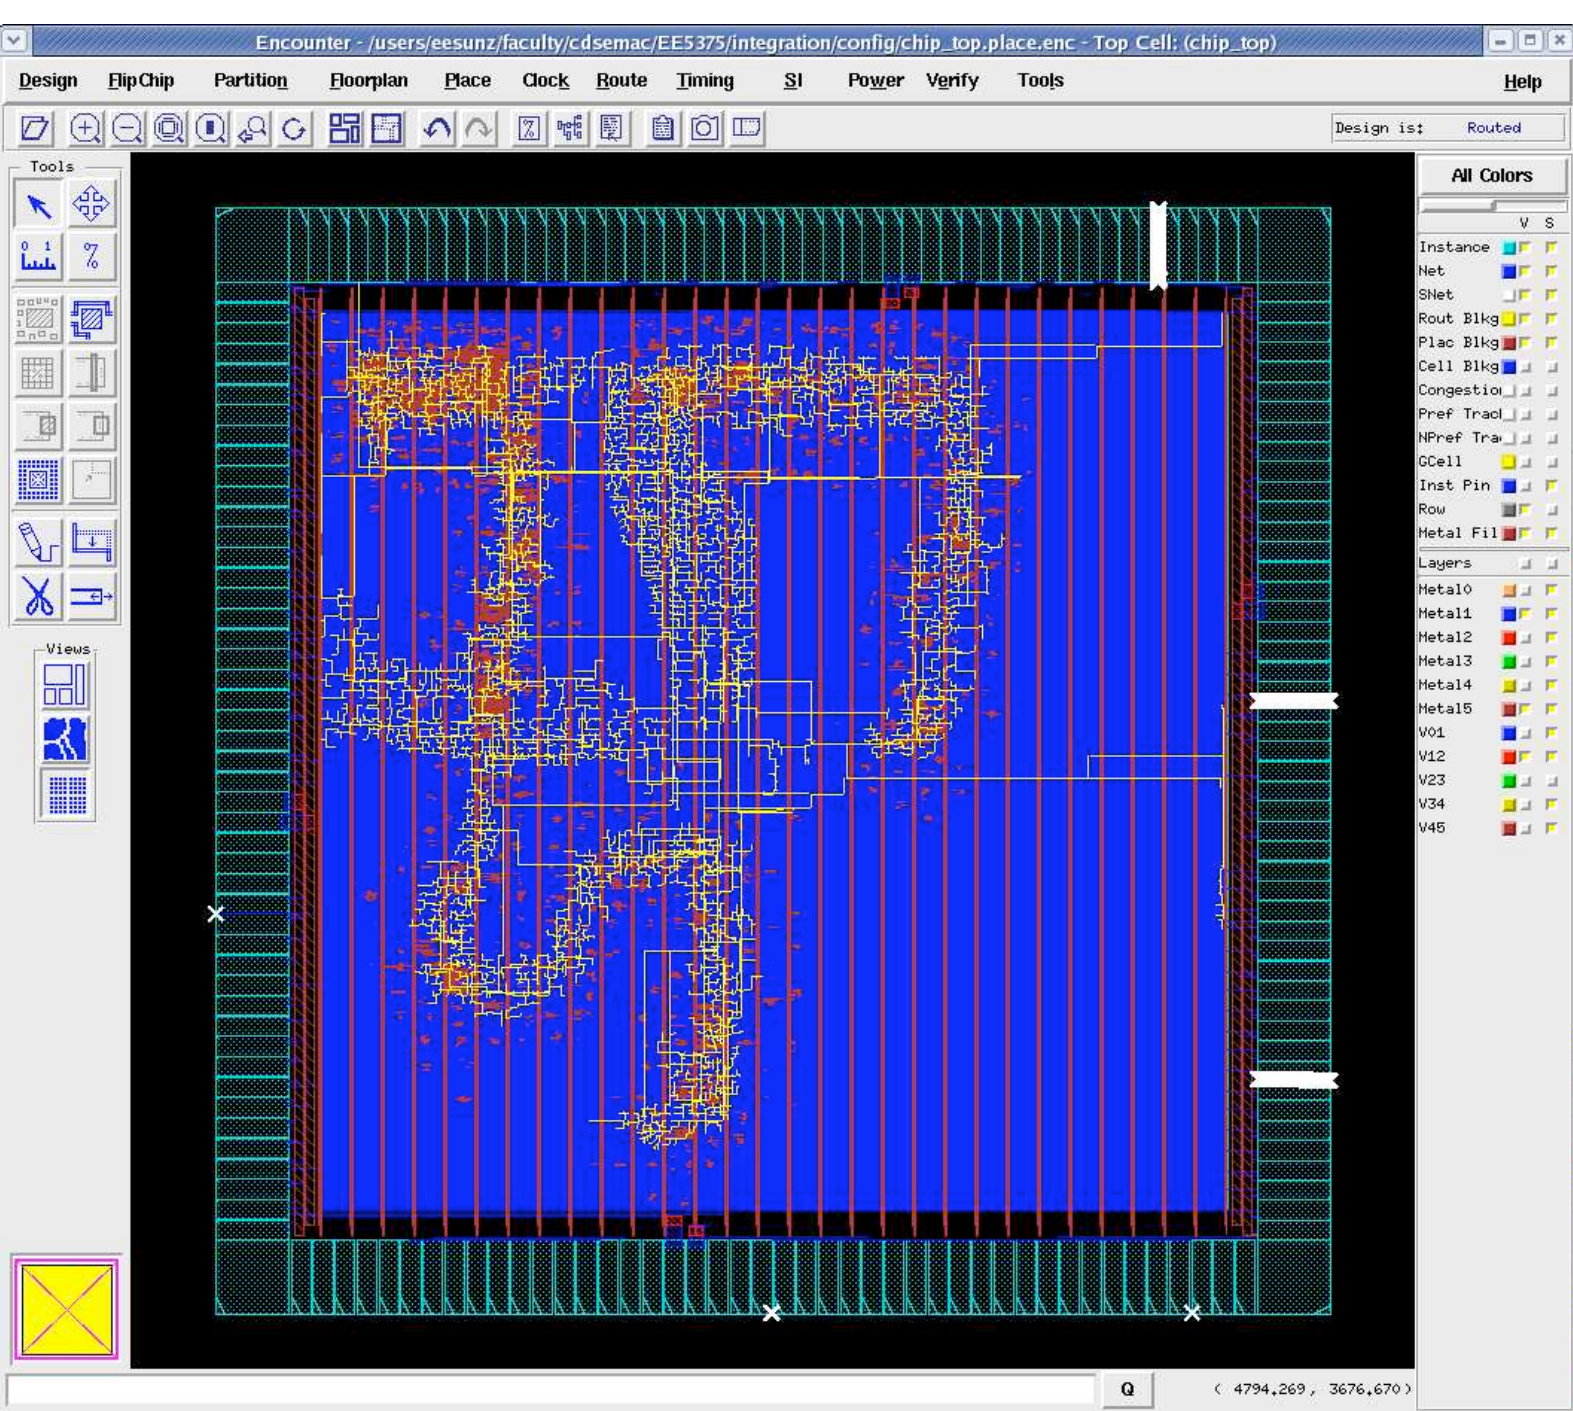 Encounter - /users/eesunz/faculty/cdsemac/EE5375/integration/config/chip_top.place.enc - Top Cell: (chip_top)
Design FlipChip Partition Floorplan Place Clock Route Timing SI Power Verify Tools Help
Design is: Routed
Tools
0 1
%
Views
All Colors
V S
Instance
Net
SNet
Rout Blkg
Plac Blkg
Cell Blkg
Congestio
Pref Tracl
NPref Tra
GCell
Inst Pin
Row
Metal Fil
Layers
Metal0
Metal1
Metal2
Metal3
Metal4
Metal5
V01
V12
V23
V34
V45
Q
( 4794.269, 3676.670)